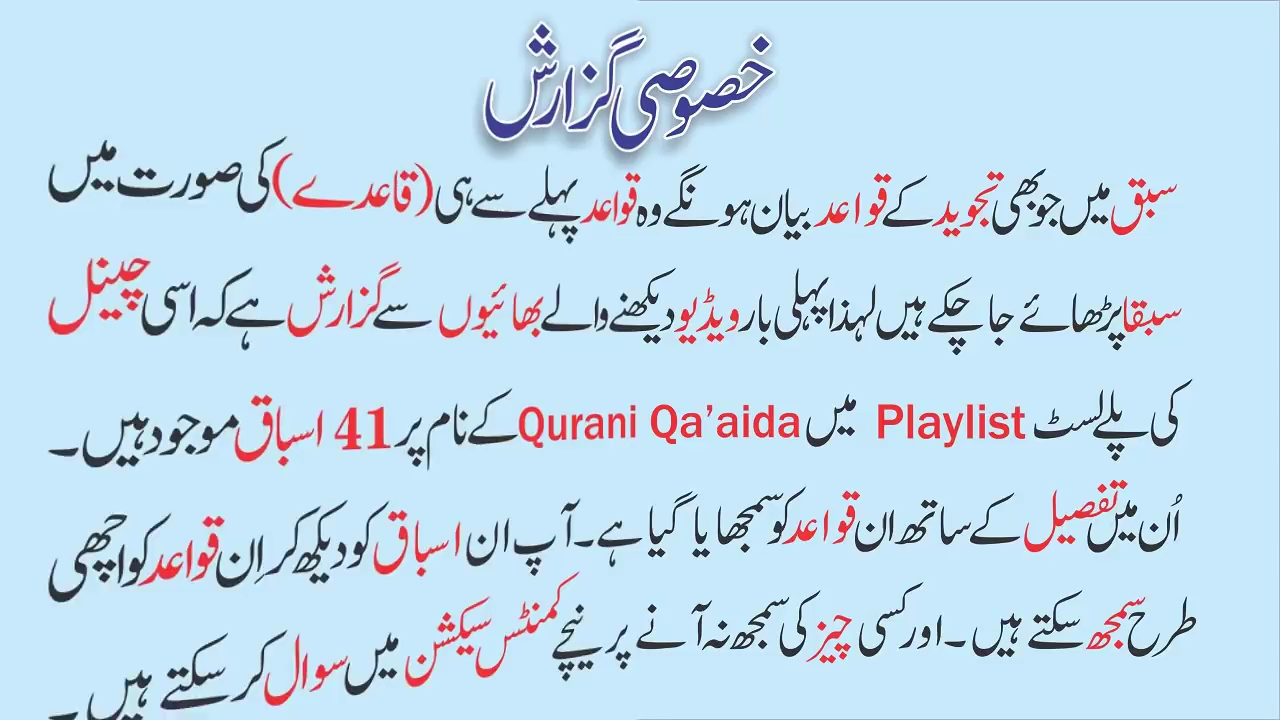 خصوصی گزارش
سبق میں جو بھی تجوید کے قواعد بیان ہونگے وہ قواعد پہلے سے ہی (قاعدے) کی صورت میں
سبقا پڑھائے جا چکے ہیں لہذا پہلی بار ویڈیو دیکھنے والے بھائیوں سے گزارش ہے کہ اسی چینل
کی پلے لسٹ Playlist میں Qurani Qa’aida کے نام پر 41 اسباق موجود ہیں۔
اُن میں تفصیل کے ساتھ ان قواعد کو سمجھایا گیا ہے۔ آپ ان اسباق کو دیکھ کر اِن قواعد کو اچھی
طرح سمجھ سکتے ہیں۔ اور کسی چیز کی سمجھ نہ آنے پر نیچے کمنٹس سیکشن میں سوال کر سکتے ہیں۔